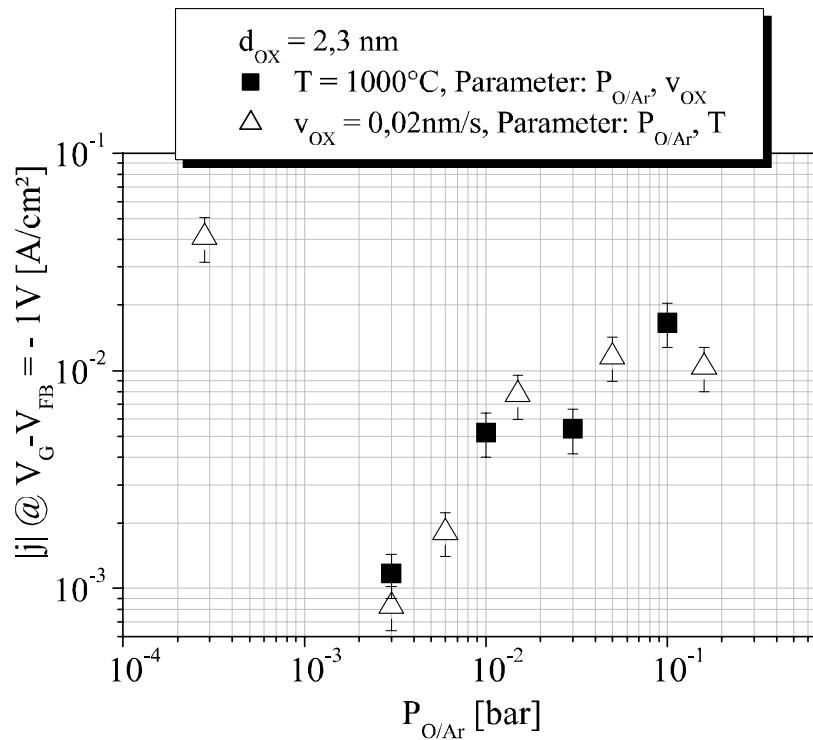 d_OX = 2,3 nm
■ T = 1000°C, Parameter: P_O/Ar, v_OX
△ v_OX = 0,02nm/s, Parameter: P_O/Ar, T
10^-1
10^-2
10^-3
|j| @ V_G-V_FB = - 1V [A/cm²]
10^-4 10^-3 10^-2 10^-1
P_O/Ar [bar]